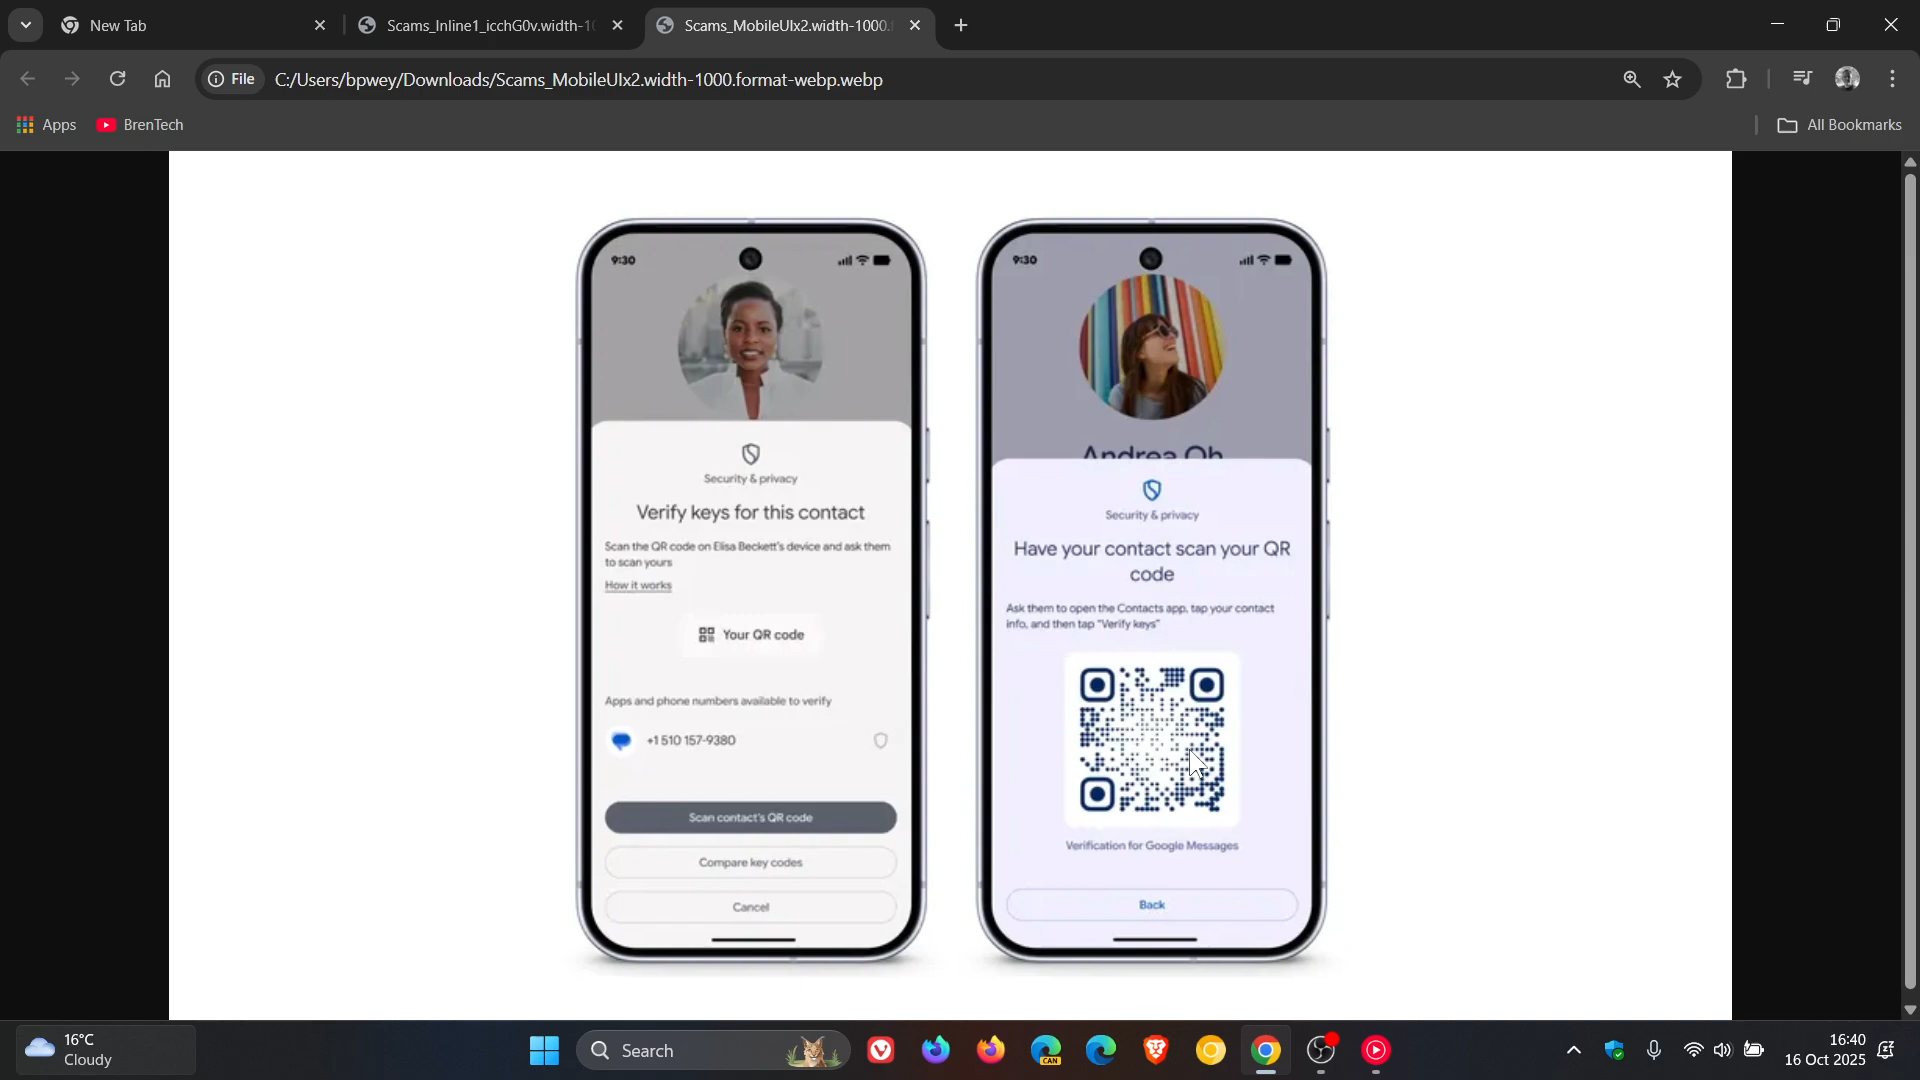 New Tab
Scams_Inline1_icchG0v.width-10
Scams_MobileUIx2.width-1000.f
File
C:/Users/bpwey/Downloads/Scams_MobileUIx2.width-1000.format-webp.webp
Apps
BrenTech
All Bookmarks
9:30
Security & privacy
Verify keys for this contact
Scan the QR code on Elisa Beckett's device and ask them
to scan yours
How it works
Your QR code
Apps and phone numbers available to verify
+1 510 157-9380
Scan contact's QR code
Compare key codes
Cancel
9:30
Andrea Oh
Security & privacy
Have your contact scan your QR
code
Ask them to open the Contacts app, tap your contact
info, and then tap "Verify keys"
Verification for Google Messages
Back
16°C
Cloudy
Search
CAN
16:40
16 Oct 2025